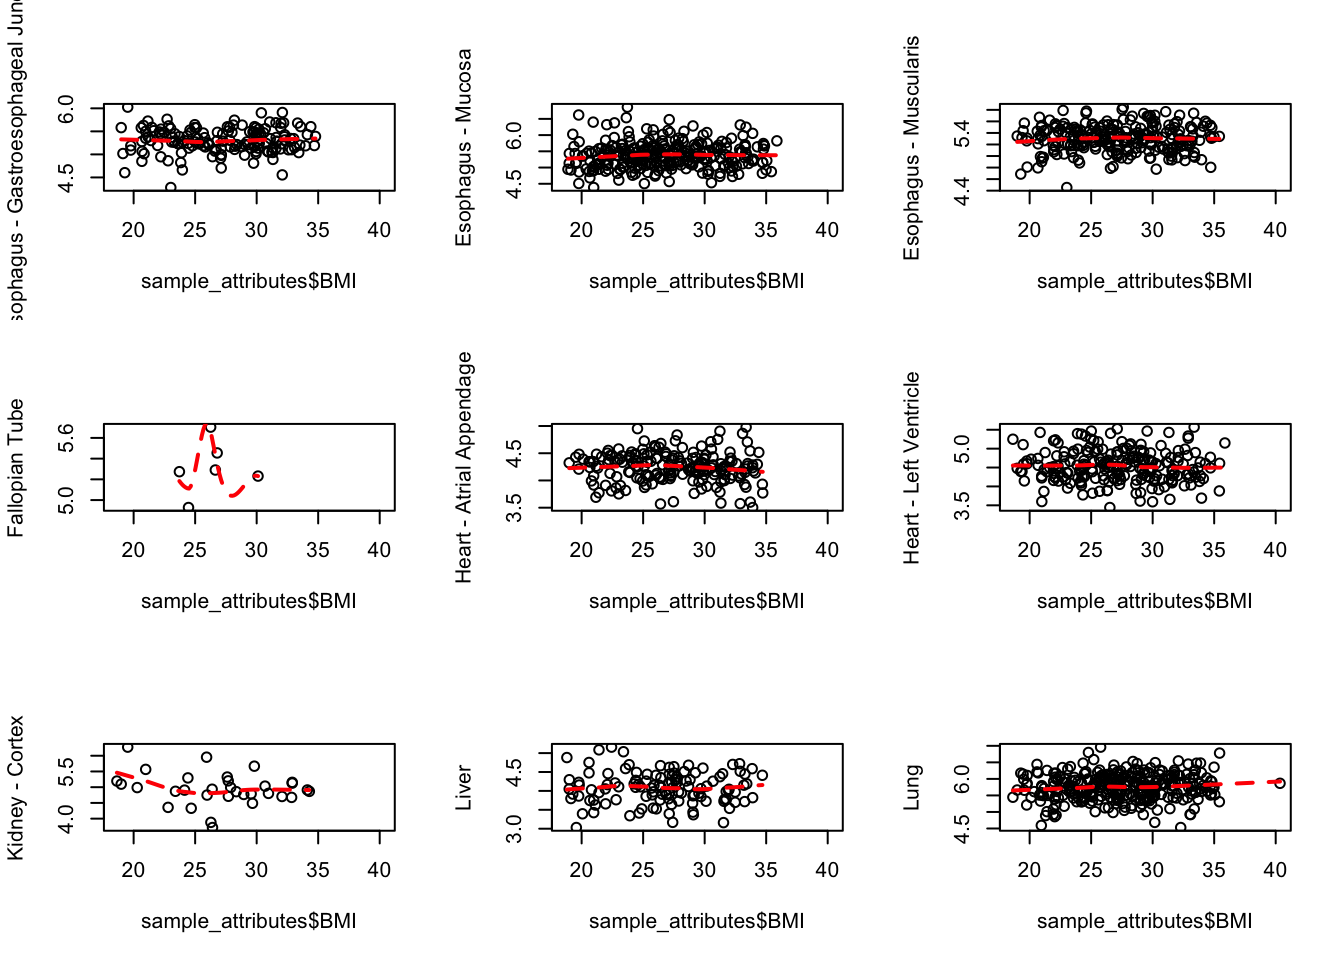 sophagus - Gastroesophageal Junc
4.5 6.0
20 25 30 35 40
sample_attributes$BMI
Esophagus - Mucosa
4.5 6.0
20 25 30 35 40
sample_attributes$BMI
Esophagus - Muscularis
4.4 5.4
20 25 30 35 40
sample_attributes$BMI
Fallopian Tube
5.0 5.6
20 25 30 35 40
sample_attributes$BMI
Heart - Atrial Appendage
3.5 4.5
20 25 30 35 40
sample_attributes$BMI
Heart - Left Ventricle
3.5 5.0
20 25 30 35 40
sample_attributes$BMI
Kidney - Cortex
4.0 5.5
20 25 30 35 40
sample_attributes$BMI
Liver
3.0 4.5
20 25 30 35 40
sample_attributes$BMI
Lung
4.5 6.0
20 25 30 35 40
sample_attributes$BMI